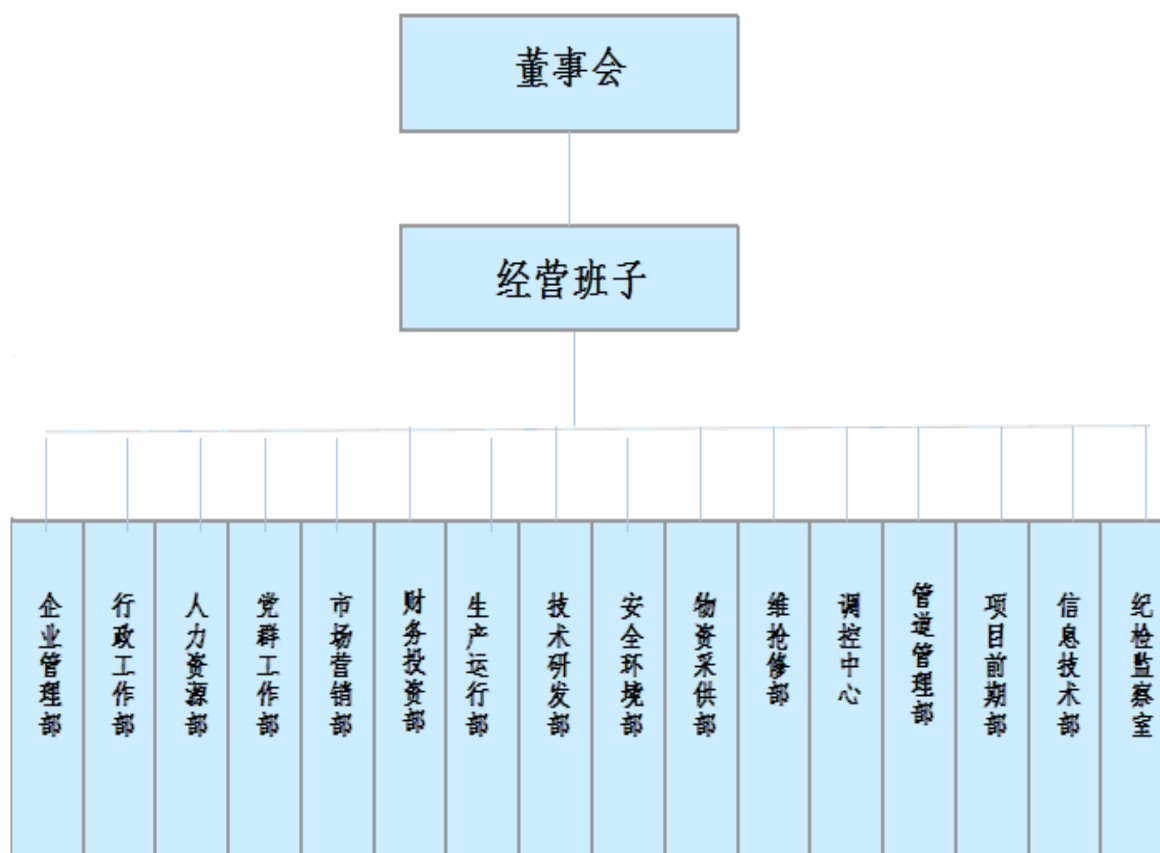 董事会
经营班子
企业管理部
行政工作部
人力资源部
党群工作部
市场营销部
财务投资部
生产运行部
技术研发部
安全环境部
物资采供部
维抢修部
调控中心
管道管理部
项目前期部
信息技术部
纪检监察室